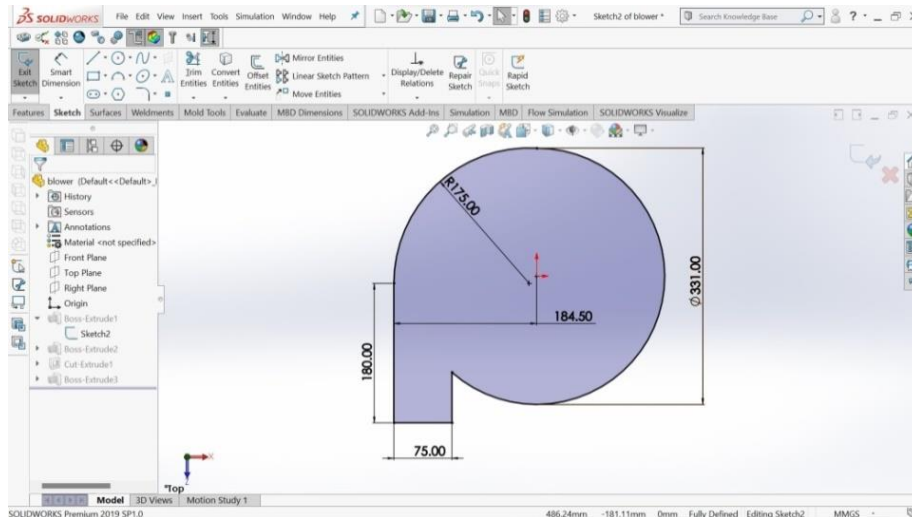 SOLIDWORKS File Edit View Insert Tools Simulation Window Help Sketch2 of blower * Search Knowledge Base
Exit Sketch Smart Dimension Trim Entities Convert Entities Offset Entities Mirror Entities Linear Sketch Pattern Move Entities Display/Delete Relations Repair Sketch Quick Snaps Rapid Sketch
Features Sketch Surfaces Weldments Mold Tools Evaluate MBD Dimensions SOLIDWORKS Add-Ins Simulation MBD Flow Simulation SOLIDWORKS Visualize
blower (Default<<Default>_
History
Sensors
Annotations
Material <not specified>
Front Plane
Top Plane
Right Plane
Origin
Boss-Extrude1
Sketch2
Boss-Extrude2
Cut-Extrude1
Boss-Extrude3
R175.00
∅331.00
184.50
180.00
75.00
*Top
Model 3D Views Motion Study 1
SOLIDWORKS Premium 2019 SP1.0 486.24mm -181.11mm 0mm Fully Defined Editing Sketch2 MMGS